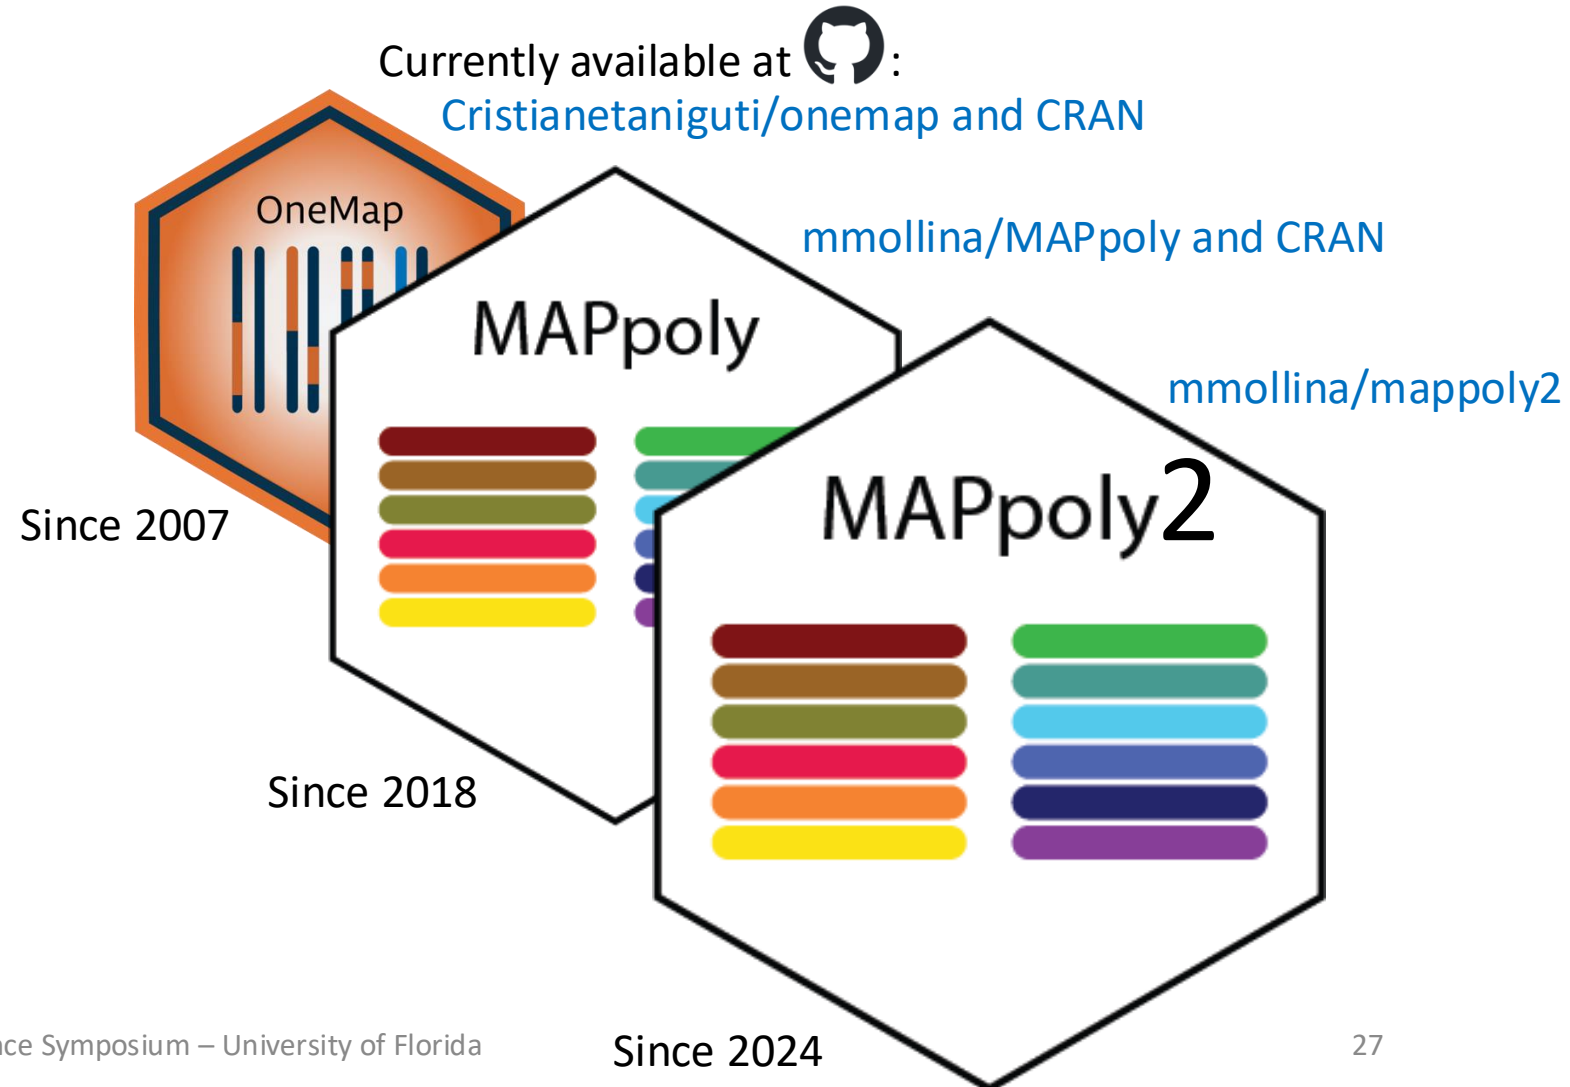 Currently available at :
Cristianetaniguti/onemap and CRAN
OneMap
mmollina/MAPpoly and CRAN
MAPpoly
mmollina/mappoly2
MAPpoly2
Since 2007
Since 2018
Since 2024
Symposium – University of Florida
27